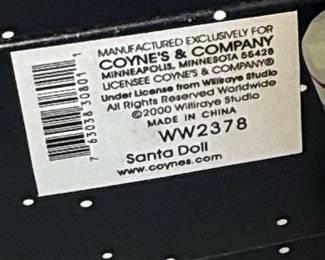 MANUFACTURED EXCLUSIVELY FOR
COYNE'S & COMPANY
MINNEAPOLIS, MINNESOTA 55428
LICENSEE COYNE'S & COMPANY®
Under License from Williraye Studio
All Rights Reserved Worldwide
©2000 Williraye Studio
MADE IN CHINA
WW2378
Santa Doll
www.coynes.com
7 63038 30801 1